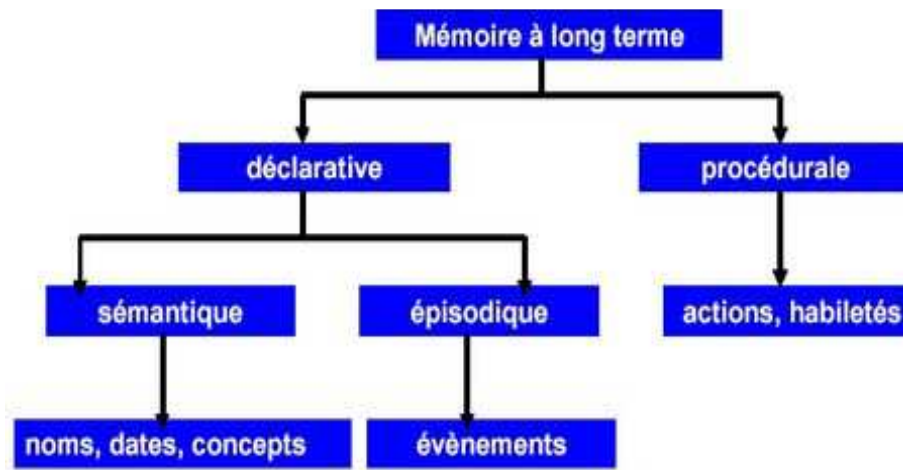 Mémoire à long terme
déclarative
procédurale
sémantique
épisodique
actions, habiletés
noms, dates, concepts
évènements